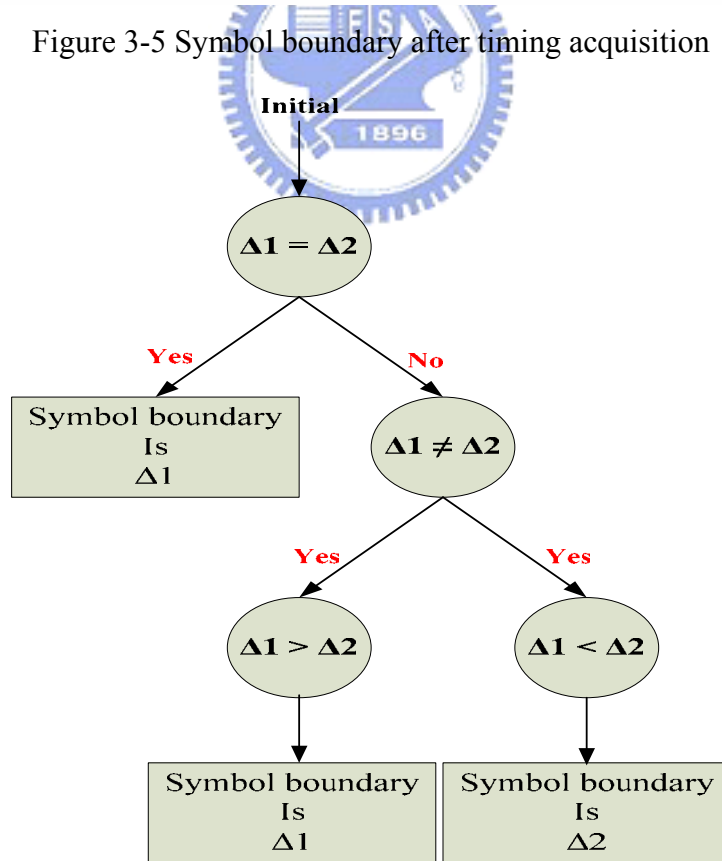 Figure 3-5 Symbol boundary after timing acquisition
E S
Initial
1896
Δ1 = Δ2
Yes
No
Symbol boundary
Is
Δ1
Δ1 ≠ Δ2
Yes
Yes
Δ1 > Δ2
Δ1 < Δ2
Symbol boundary
Is
Δ1
Symbol boundary
Is
Δ2